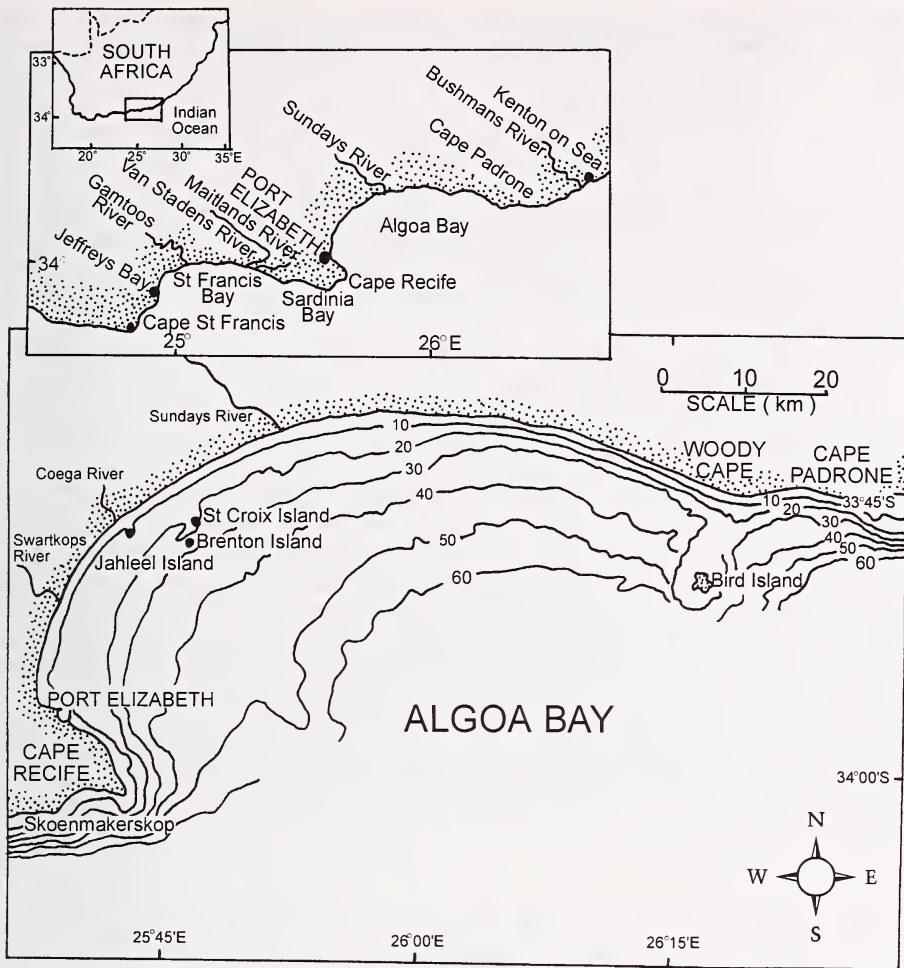 SOUTH
AFRICA
33°
34°
Indian
Ocean
20°
25°
30°
35°E
Gamtoos
River
Van Stadens River
Maitlands River
PORT
ELIZABETH
Sundays River
Cape Padrone
Bushmans River
Kenton on Sea
Algoa Bay
34°
Jeffreys Bay
St Francis
Bay
Sardinia
Bay
Cape Recife
Cape St Francis
25°
26°E
0 10 20
SCALE ( km )
Sundays River
10
20
30
40
50
60
WOODY
CAPE
CAPE
PADRONE
33°45'S
10
20
30
40
50
60
Coega River
St Croix Island
Brenton Island
Swartkops
River
Jahleel Island
Bird Island
PORT ELIZABETH
ALGOA BAY
CAPE
RECIFE
34°00'S
Skoenmakerskop
N
W
E
S
25°45'E
26°00'E
26°15'E